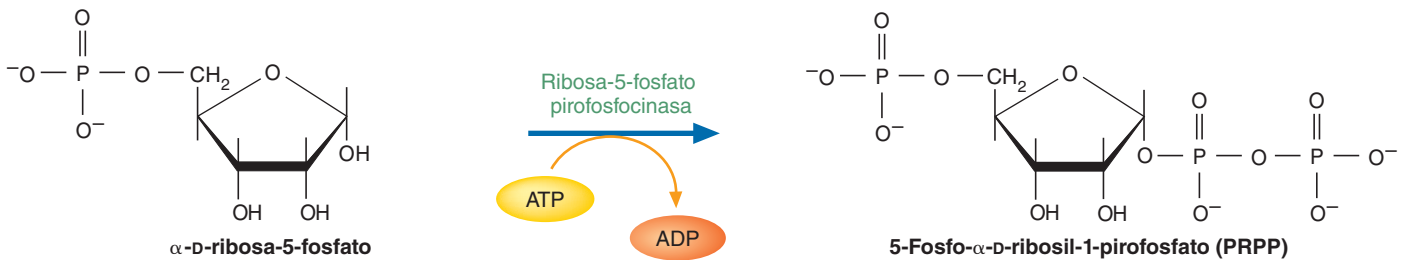 O
⁻O — P — O — CH₂
O
O⁻
OH
OH
OH
α-D-ribosa-5-fosfato
Ribosa-5-fosfato
pirofosfocinasa
ATP
ADP
O
⁻O — P — O — CH₂
O
O⁻
O
O
O — P — O — P — O⁻
O⁻
O⁻
OH
OH
5-Fosfo-α-D-ribosil-1-pirofosfato (PRPP)